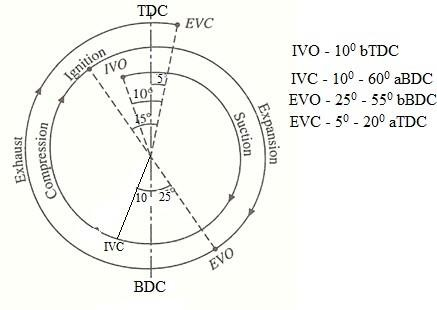 TDC
EVC
IVO
Ignition
5
10°
15°
Exhaust
Compression
Suction
Expansion
10
25°
IVC
EVO
BDC
IVO - 10⁰ bTDC
IVC - 10⁰ - 60⁰ aBDC
EVO - 25⁰ - 55⁰ bBDC
EVC - 5⁰ - 20⁰ aTDC